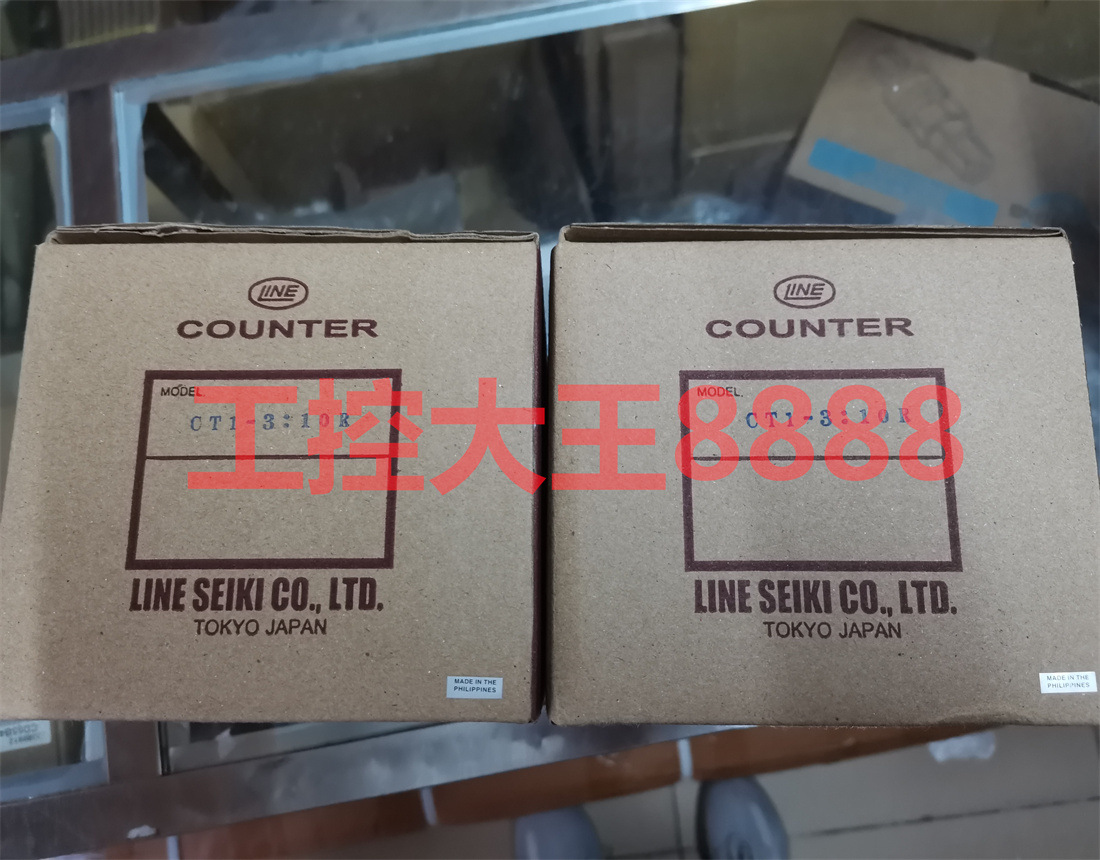 LINE
COUNTER
MODEL.
CT1-3:10R
LINE SEIKI CO., LTD.
TOKYO JAPAN
MADE IN THE
PHILIPPINES
LINE
COUNTER
MODEL.
CT1-3:10R
LINE SEIKI CO., LTD.
TOKYO JAPAN
MADE IN THE
PHILIPPINES
工控大王8888